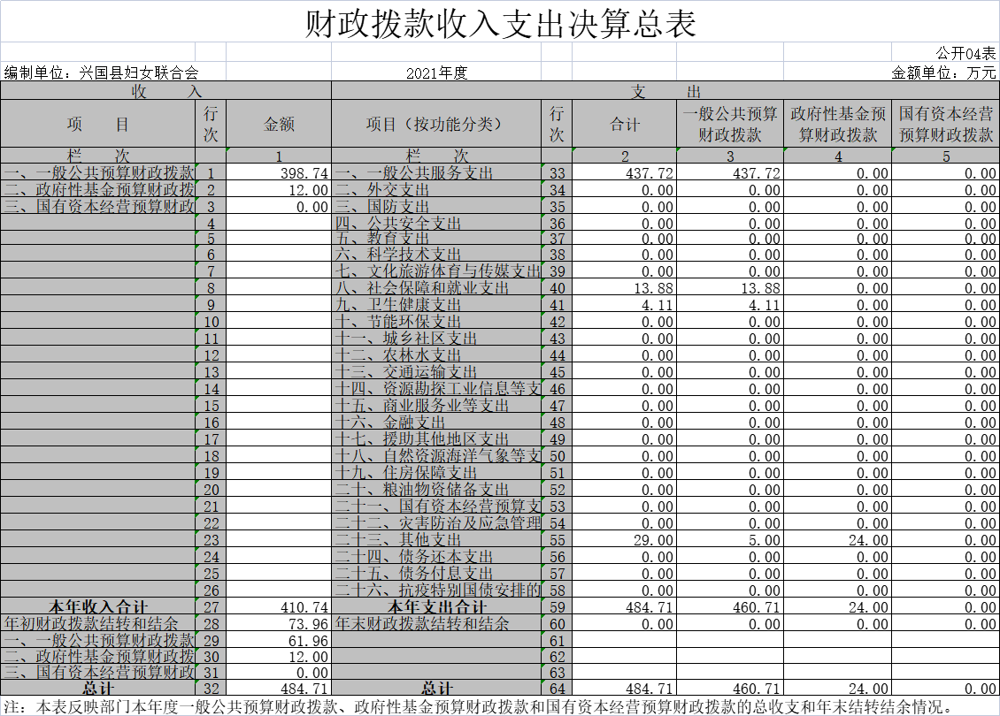 财政拨款收入支出决算总表
公开04表
编制单位：兴国县妇女联合会 2021年度 金额单位：万元
收 入 支 出
项 目 行次 金额 项目（按功能分类） 行次 合计 一般公共预算财政拨款 政府性基金预算财政拨款 国有资本经营预算财政拨款
栏 次 1 栏 次 2 3 4 5
一、一般公共预算财政拨款 1 398.74 一、一般公共服务支出 33 437.72 437.72 0.00 0.00
二、政府性基金预算财政拨 2 12.00 二、外交支出 34 0.00 0.00 0.00 0.00
三、国有资本经营预算财政 3 0.00 三、国防支出 35 0.00 0.00 0.00 0.00
4 四、公共安全支出 36 0.00 0.00 0.00 0.00
5 五、教育支出 37 0.00 0.00 0.00 0.00
6 六、科学技术支出 38 0.00 0.00 0.00 0.00
7 七、文化旅游体育与传媒支出 39 0.00 0.00 0.00 0.00
8 八、社会保障和就业支出 40 13.88 13.88 0.00 0.00
9 九、卫生健康支出 41 4.11 4.11 0.00 0.00
10 十、节能环保支出 42 0.00 0.00 0.00 0.00
11 十一、城乡社区支出 43 0.00 0.00 0.00 0.00
12 十二、农林水支出 44 0.00 0.00 0.00 0.00
13 十三、交通运输支出 45 0.00 0.00 0.00 0.00
14 十四、资源勘探工业信息等支 46 0.00 0.00 0.00 0.00
15 十五、商业服务业等支出 47 0.00 0.00 0.00 0.00
16 十六、金融支出 48 0.00 0.00 0.00 0.00
17 十七、援助其他地区支出 49 0.00 0.00 0.00 0.00
18 十八、自然资源海洋气象等支 50 0.00 0.00 0.00 0.00
19 十九、住房保障支出 51 0.00 0.00 0.00 0.00
20 二十、粮油物资储备支出 52 0.00 0.00 0.00 0.00
21 二十一、国有资本经营预算支 53 0.00 0.00 0.00 0.00
22 二十二、灾害防治及应急管理 54 0.00 0.00 0.00 0.00
23 二十三、其他支出 55 29.00 5.00 24.00 0.00
24 二十四、债务还本支出 56 0.00 0.00 0.00 0.00
25 二十五、债务付息支出 57 0.00 0.00 0.00 0.00
26 二十六、抗疫特别国债安排的 58 0.00 0.00 0.00 0.00
本年收入合计 27 410.74 本年支出合计 59 484.71 460.71 24.00 0.00
年初财政拨款结转和结余 28 73.96 年末财政拨款结转和结余 60 0.00 0.00 0.00 0.00
一、一般公共预算财政拨款 29 61.96 61
二、政府性基金预算财政拨 30 12.00 62
三、国有资本经营预算财政 31 0.00 63
总计 32 484.71 总计 64 484.71 460.71 24.00 0.00
注：本表反映部门本年度一般公共预算财政拨款、政府性基金预算财政拨款和国有资本经营预算财政拨款的总收支和年末结转结余情况。